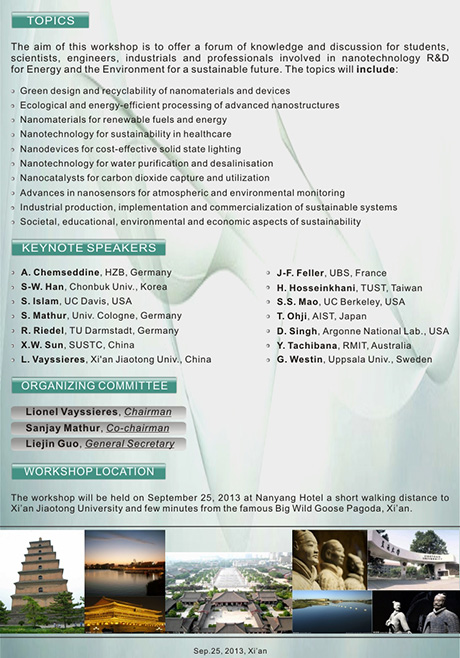 TOPICS
The aim of this workshop is to offer a forum of knowledge and discussion for students,
scientists, engineers, industrials and professionals involved in nanotechnology R&D
for Energy and the Environment for a sustainable future. The topics will include:
Green design and recyclability of nanomaterials and devices
Ecological and energy-efficient processing of advanced nanostructures
Nanomaterials for renewable fuels and energy
Nanotechnology for sustainability in healthcare
Nanodevices for cost-effective solid state lighting
Nanotechnology for water purification and desalinisation
Nanocatalysts for carbon dioxide capture and utilization
Advances in nanosensors for atmospheric and environmental monitoring
Industrial production, implementation and commercialization of sustainable systems
Societal, educational, environmental and economic aspects of sustainability
KEYNOTE SPEAKERS
A. Chemseddine, HZB, Germany
S-W. Han, Chonbuk Univ., Korea
S. Islam, UC Davis, USA
S. Mathur, Univ. Cologne, Germany
R. Riedel, TU Darmstadt, Germany
X.W. Sun, SUSTC, China
L. Vayssieres, Xi'an Jiaotong Univ., China
J-F. Feller, UBS, France
H. Hosseinkhani, TUST, Taiwan
S.S. Mao, UC Berkeley, USA
T. Ohji, AIST, Japan
D. Singh, Argonne National Lab., USA
Y. Tachibana, RMIT, Australia
G. Westin, Uppsala Univ., Sweden
ORGANIZING COMMITTEE
Lionel Vayssieres, Chairman
Sanjay Mathur, Co-chairman
Liejin Guo, General Secretary
WORKSHOP LOCATION
The workshop will be held on September 25, 2013 at Nanyang Hotel a short walking distance to
Xi'an Jiaotong University and few minutes from the famous Big Wild Goose Pagoda, Xi'an.
Sep.25, 2013, Xi'an